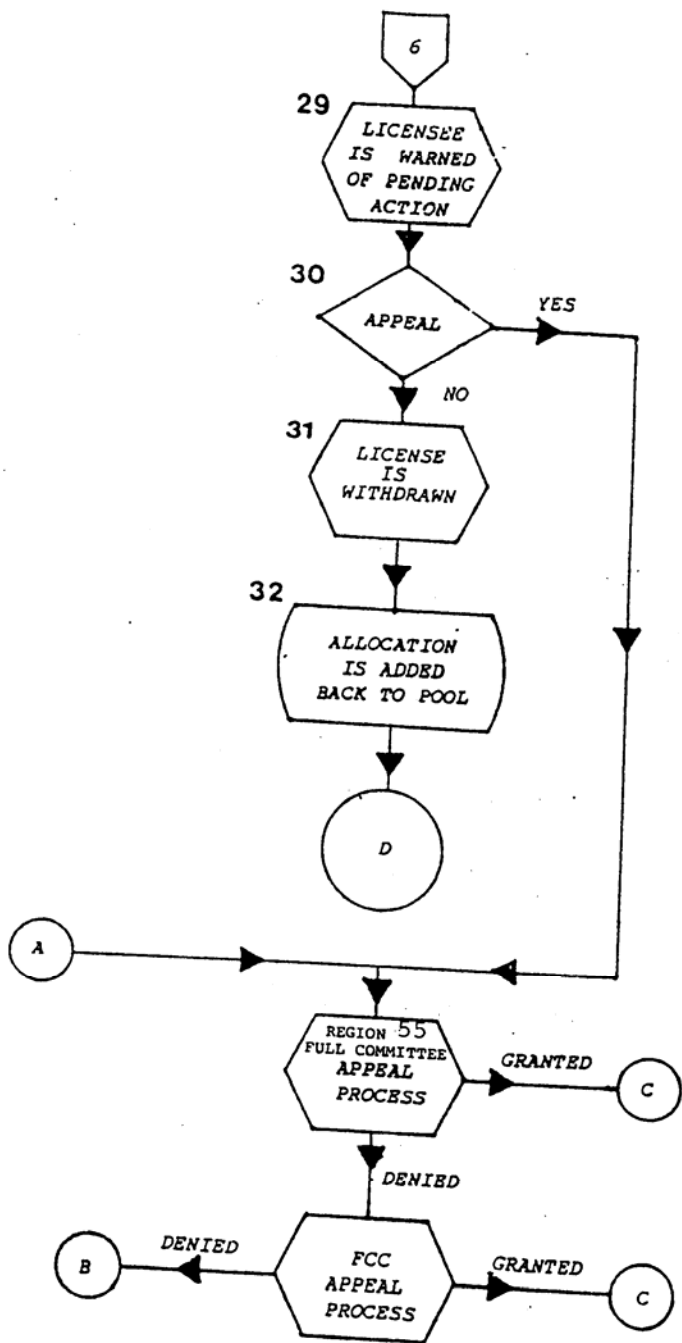 6
29
LICENSEE
IS WARNED
OF PENDING
ACTION
30
APPEAL
YES
NO
31
LICENSE
IS
WITHDRAWN
32
ALLOCATION
IS ADDED
BACK TO POOL
D
A
REGION 55
FULL COMMITTEE
APPEAL
PROCESS
GRANTED
C
DENIED
B
DENIED
FCC
APPEAL
PROCESS
GRANTED
C